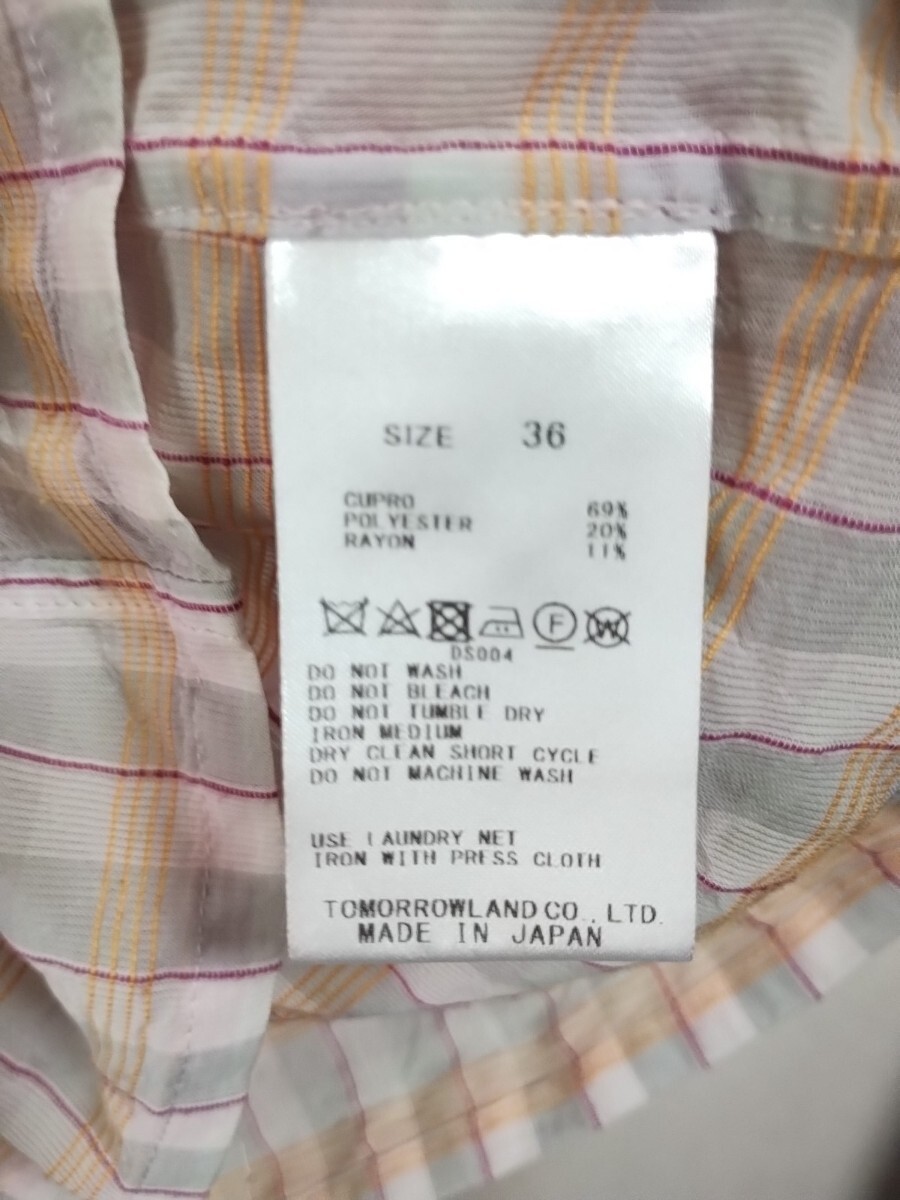 SIZE 36
CUPRO 69%
POLYESTER 20%
RAYON 11%
F W
DS004
DO NOT WASH
DO NOT BLEACH
DO NOT TUMBLE DRY
IRON MEDIUM
DRY CLEAN SHORT CYCLE
DO NOT MACHINE WASH
USE LAUNDRY NET
IRON WITH PRESS CLOTH
TOMORROWLAND CO., LTD.
MADE IN JAPAN